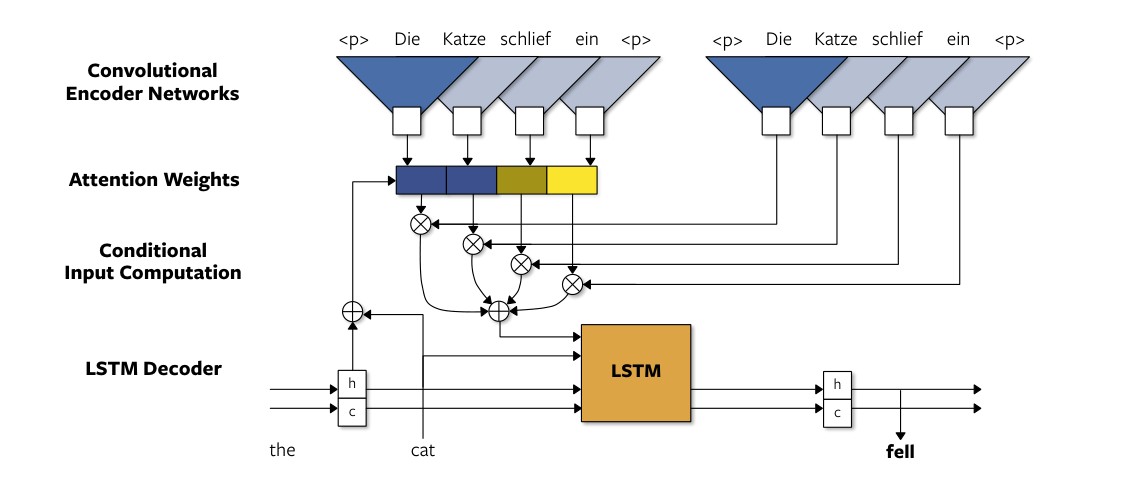 <p> Die Katze schlief ein <p>
<p> Die Katze schlief ein <p>
Convolutional
Encoder Networks
Attention Weights
Conditional
Input Computation
LSTM Decoder
LSTM
h
c
h
c
the
cat
fell